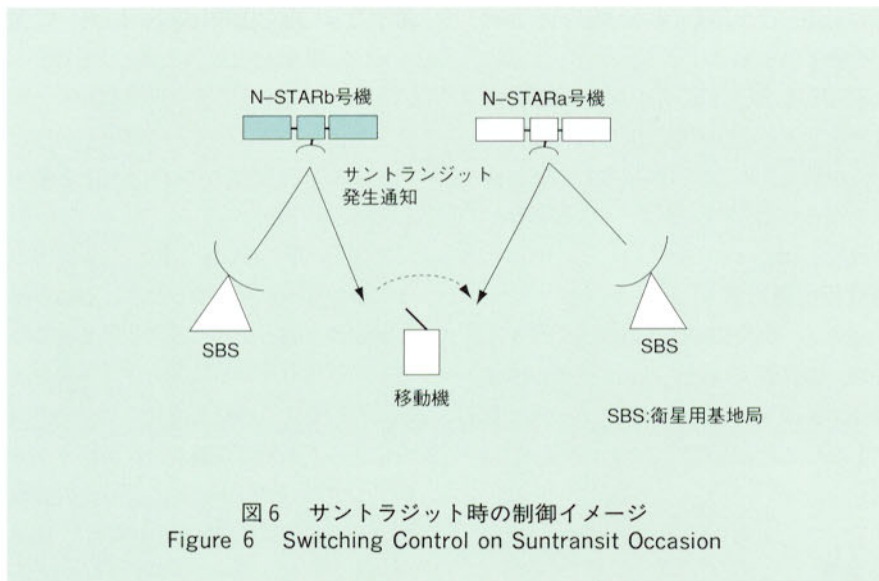 N–STARb号機
N–STARa号機
サントランジット
発生通知
SBS
SBS
移動機
SBS:衛星用基地局
図6 サントラジット時の制御イメージ
Figure 6 Switching Control on Suntransit Occasion